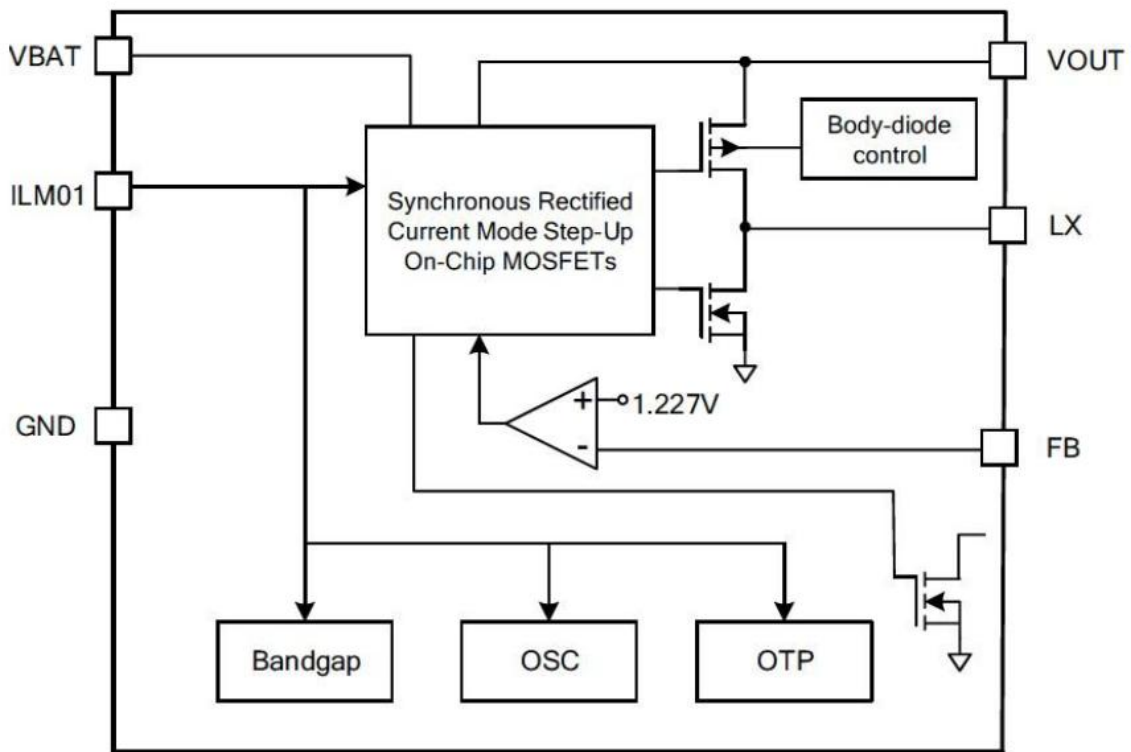 VBAT
VOUT
Body-diode
control
ILM01
Synchronous Rectified
Current Mode Step-Up
On-Chip MOSFETs
LX
+
1.227V
GND
-
FB
Bandgap
OSC
OTP